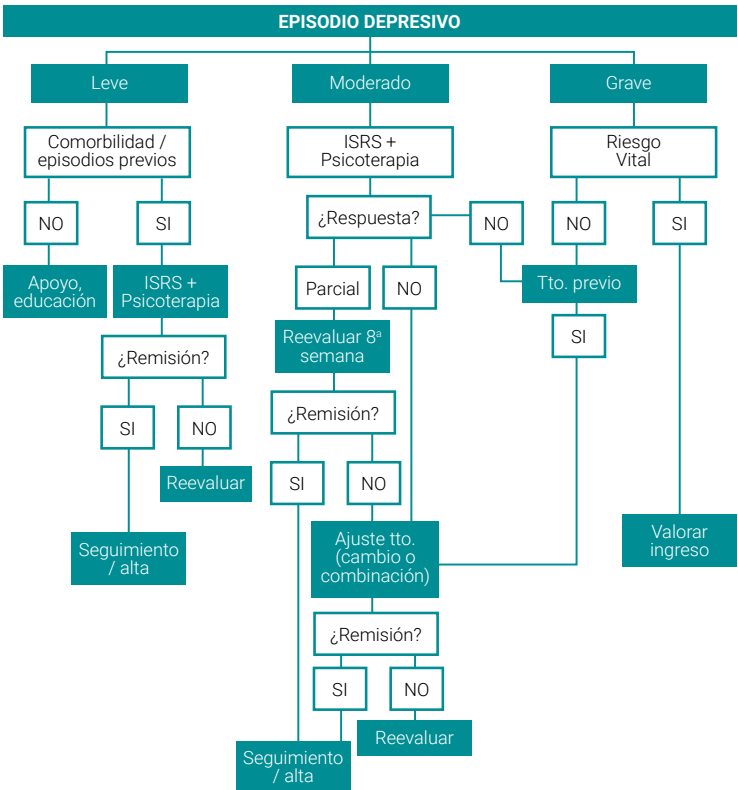 EPISODIO DEPRESIVO
Leve
Moderado
Grave
Comorbilidad /
episodios previos
ISRS +
Psicoterapia
Riesgo
Vital
NO
SI
¿Respuesta?
NO
NO
SI
Apoyo,
educación
ISRS +
Psicoterapia
Parcial
NO
Tto. previo
¿Remisión?
Reevaluar 8ª
semana
SI
SI
NO
¿Remisión?
Reevaluar
SI
NO
Seguimiento
/ alta
Ajuste tto.
(cambio o
combinación)
Valorar
ingreso
¿Remisión?
SI
NO
Reevaluar
Seguimiento
/ alta